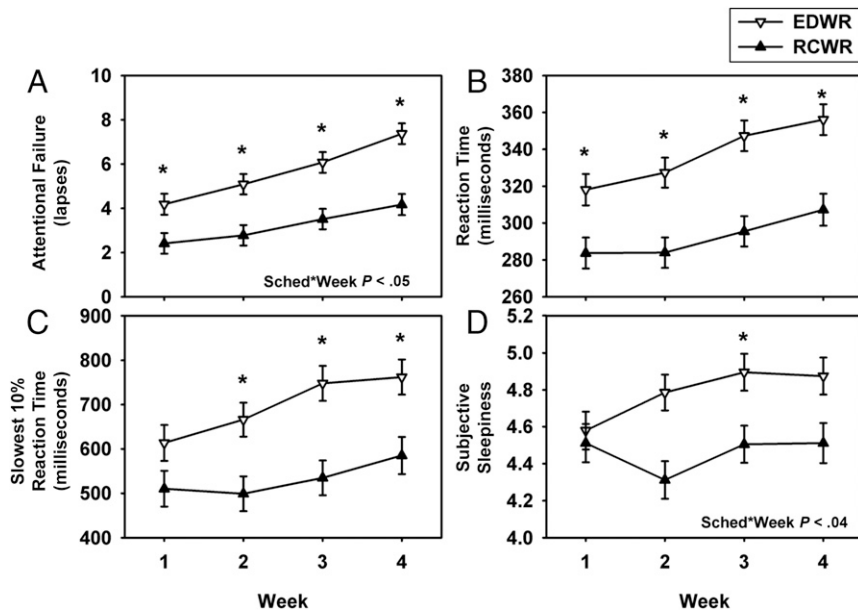 EDWR
RCWR
A
Attentional Failure
(lapses)
10
8
6
4
2
0
*
*
*
*
Sched*Week P < .05
B
Reaction Time
(milliseconds)
380
360
340
320
300
280
260
*
*
*
*
C
Slowest 10%
Reaction Time
(milliseconds)
900
800
700
600
500
400
*
*
*
1 2 3 4
Week
D
Subjective
Sleepiness
5.2
5.0
4.8
4.6
4.4
4.2
4.0
*
Sched*Week P < .04
1 2 3 4
Week